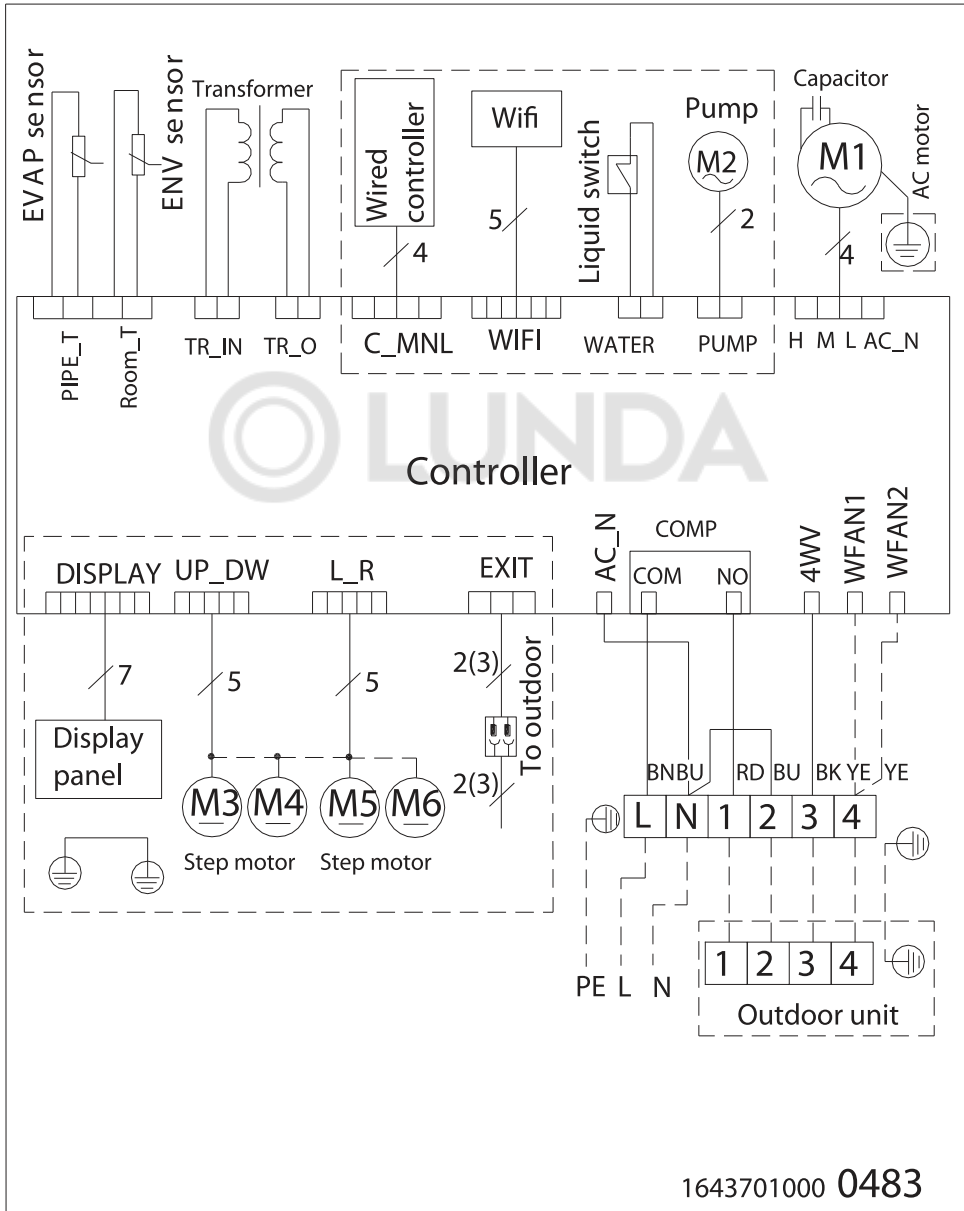 EVAP sensor
ENV sensor
Transformer
Wired
controller
4
Wifi
5
Liquid switch
Pump
M2
2
Capacitor
M1
4
AC motor
PIPE_T
Room_T
TR_IN
TR_O
C_MNL
WIFI
WATER
PUMP
H M L AC_N
LUNDA
Controller
DISPLAY
UP_DW
L_R
EXIT
AC_N
COMP
COM
NO
4WV
WFAN1
WFAN2
7
5
5
2(3)
2(3)
To outdoor
Display
panel
M3
M4
M5
M6
Step motor
Step motor
BN BU RD BU BK YE YE
L N 1 2 3 4
PE L N
1 2 3 4
Outdoor unit
1643701000 0483